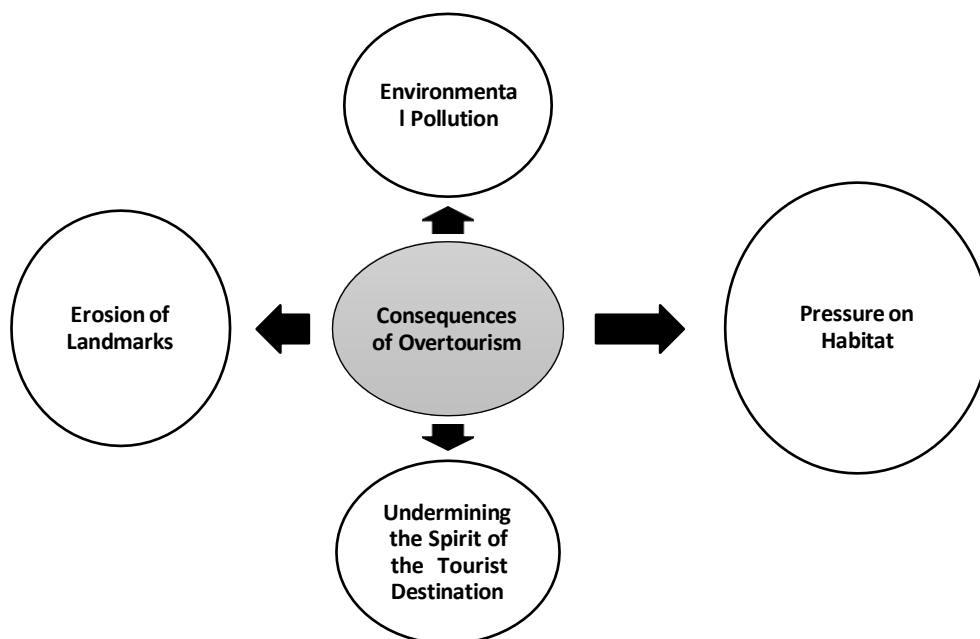 Environmenta
l Pollution
Erosion of
Landmarks
Consequences
of Overtourism
Pressure on
Habitat
Undermining
the Spirit of
the Tourist
Destination